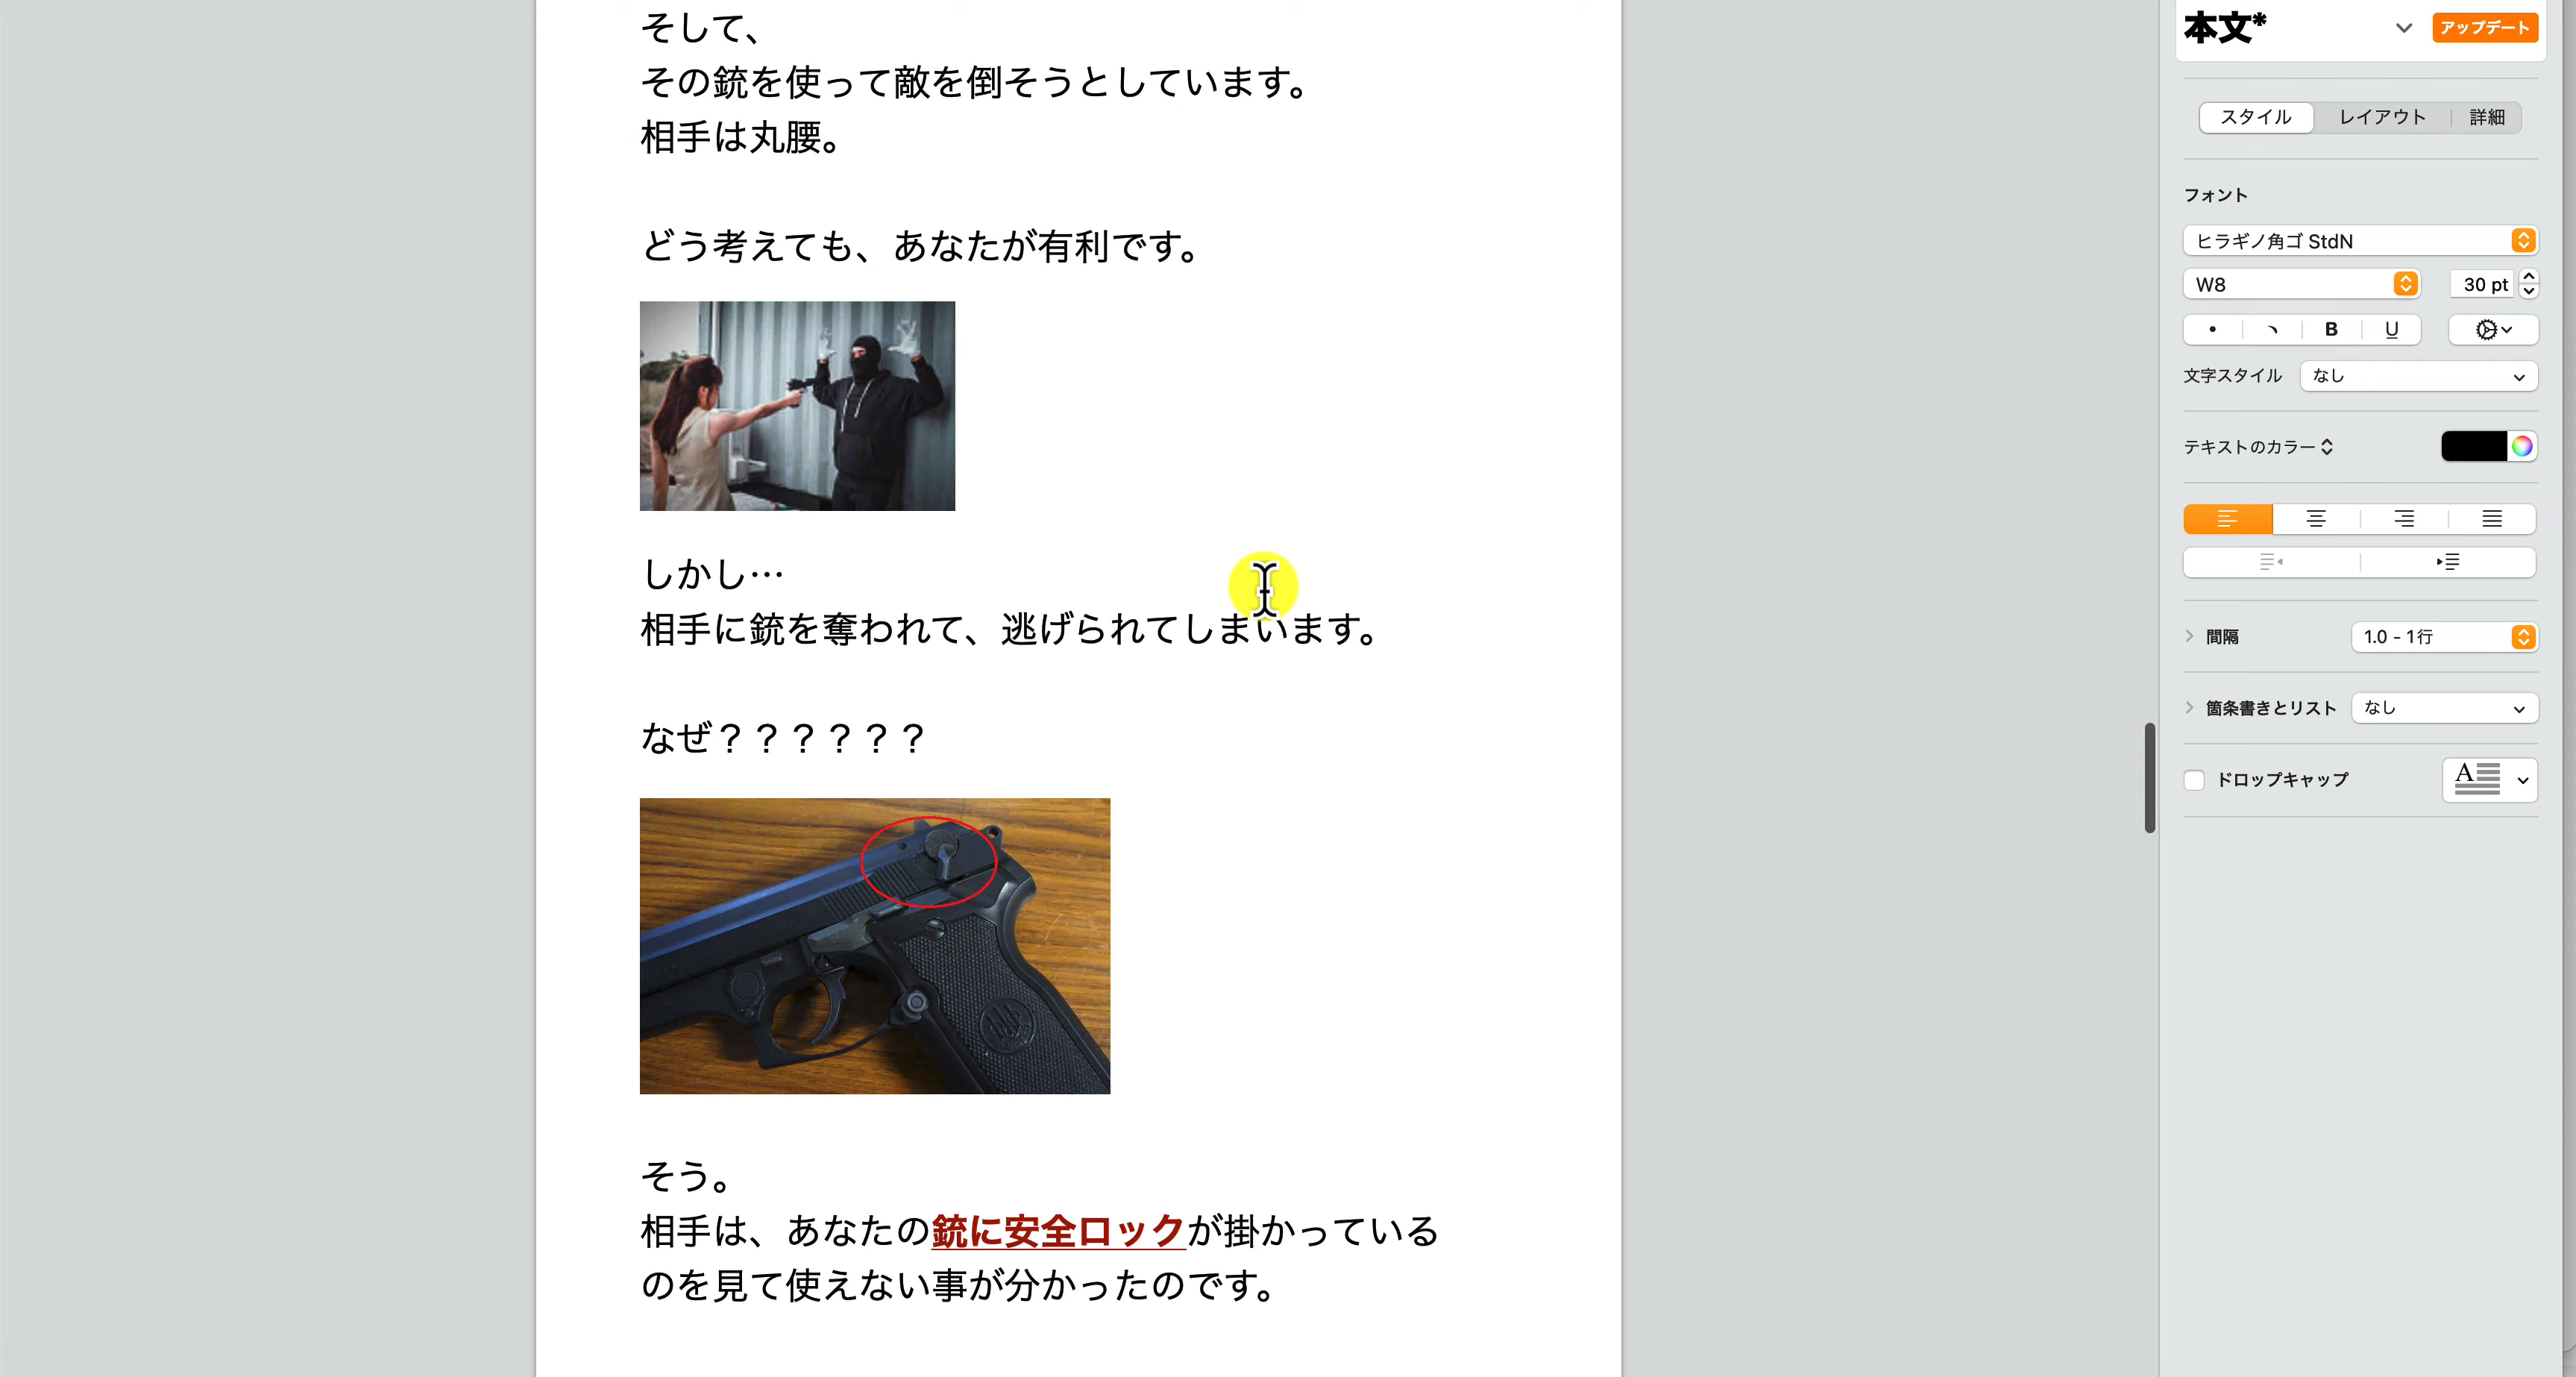 そして、
その銃を使って敵を倒そうとしています。
相手は丸腰。
どう考えても、あなたが有利です。
しかし…
相手に銃を奪われて、逃げられてしまいます。
なぜ？？？？？？
そう。
相手は、あなたの銃に安全ロックが掛かっている
のを見て使えない事が分かったのです。
本文*
アップデート
スタイル
レイアウト
詳細
フォント
ヒラギノ角ゴ StdN
W8
30 pt
B
U
文字スタイル
なし
テキストのカラー
間隔
1.0 - 1行
箇条書きとリスト
なし
ドロップキャップ
A